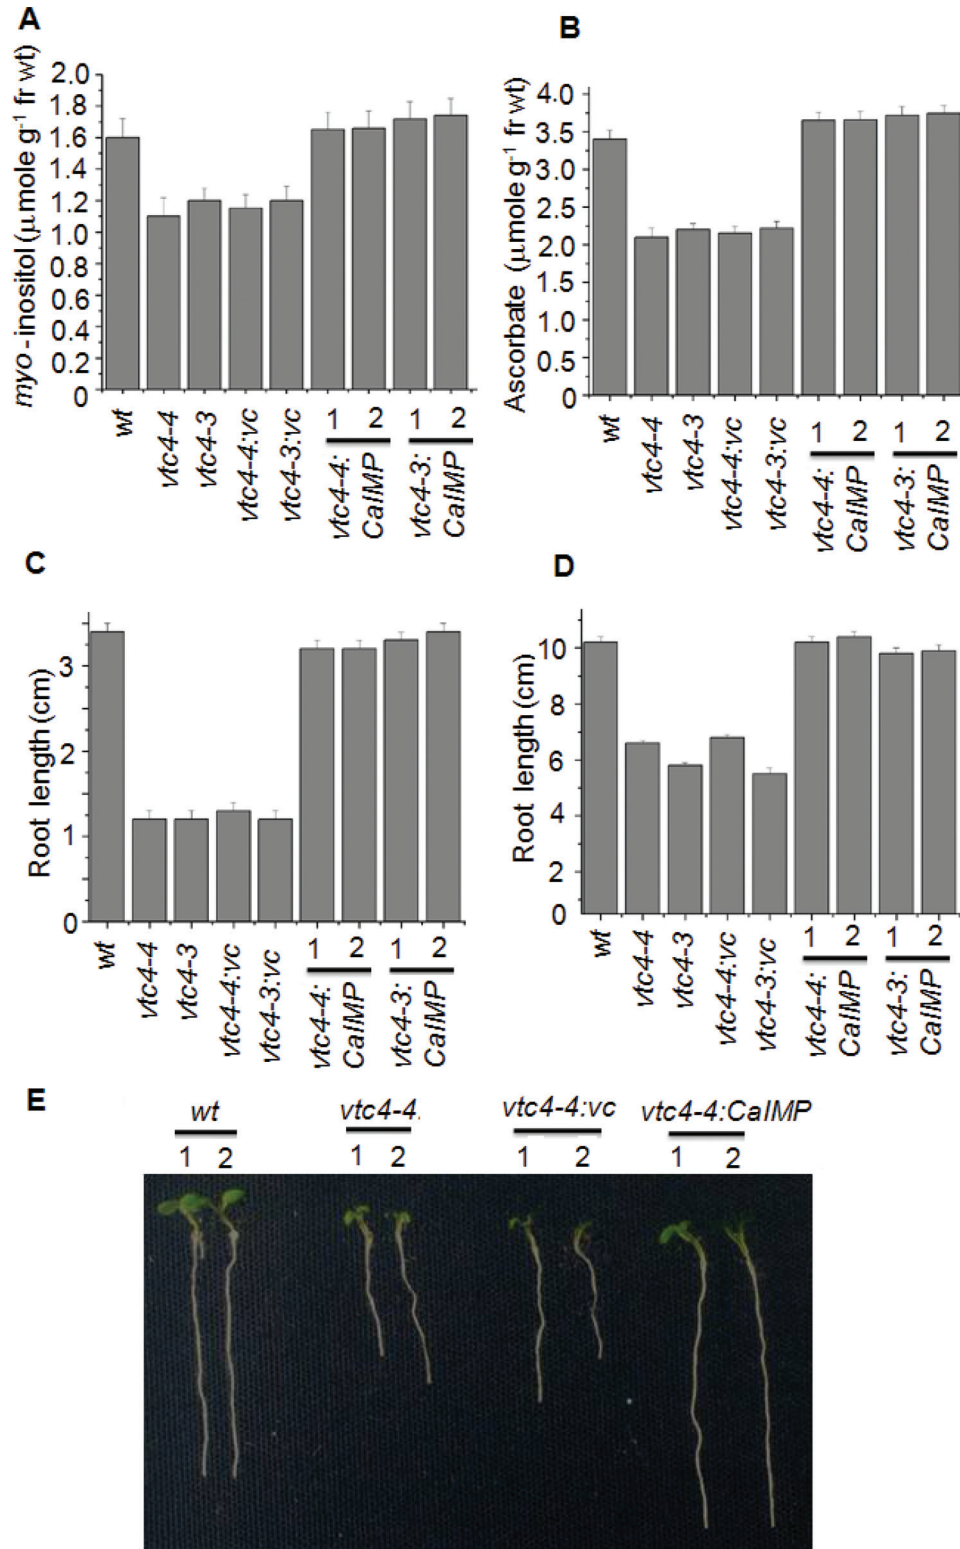 A
myo-inositol (μmole g-1 fr wt)
2.0
1.8
1.6
1.4
1.2
1.0
0.8
0.6
0.4
0.2
0
wt
vtc4-4
vtc4-3
vtc4-4:vc
vtc4-3:vc
1 2 1 2
vtc4-4:
CaIMP
vtc4-3:
CaIMP
B
Ascorbate (μmole g-1 fr wt)
4.0
3.5
3.0
2.5
2.0
1.5
1.0
0.5
0
wt
vtc4-4
vtc4-3
vtc4-4:vc
vtc4-3:vc
1 2 1 2
vtc4-4:
CaIMP
vtc4-3:
CaIMP
C
Root length (cm)
3
2
1
0
wt
vtc4-4
vtc4-3
vtc4-4:vc
vtc4-3:vc
1 2 1 2
vtc4-4:
CaIMP
vtc4-3:
CaIMP
D
Root length (cm)
10
8
6
4
2
0
wt
vtc4-4
vtc4-3
vtc4-4:vc
vtc4-3:vc
1 2 1 2
vtc4-4:
CaIMP
vtc4-3:
CaIMP
E
wt vtc4-4. vtc4-4:vc vtc4-4:CaIMP
1 2 1 2 1 2 1 2